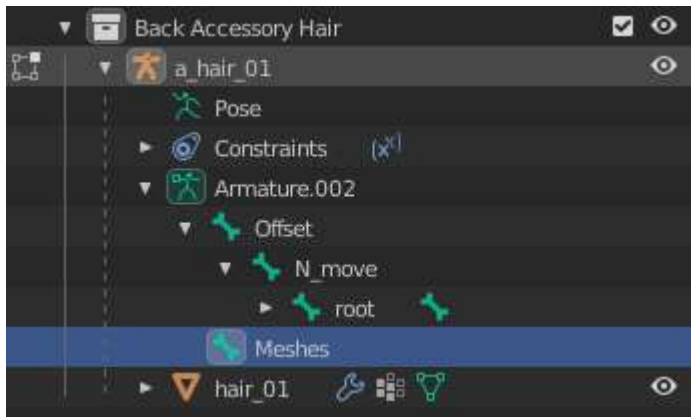 Back Accessory Hair
a_hair_01
Pose
Constraints
Armature.002
Offset
N_move
root
Meshes
hair_01